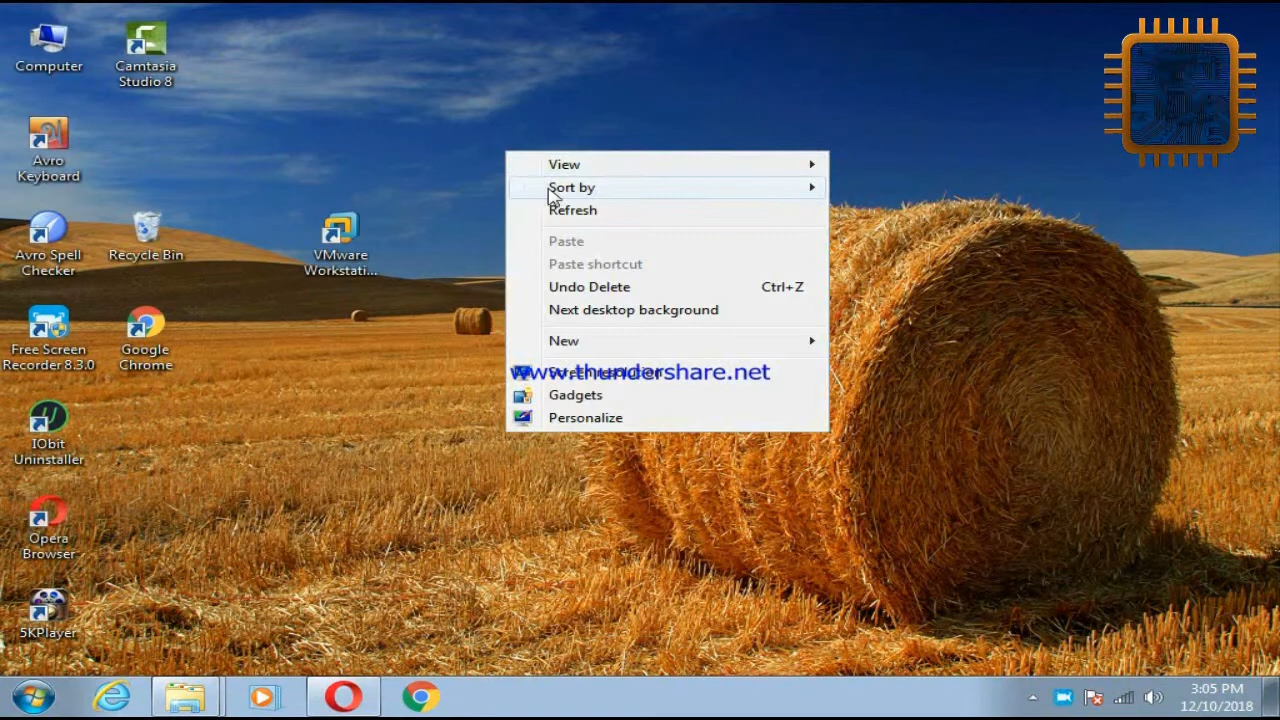 Computer
Camtasia
Studio 8
Avro
Keyboard
Avro Spell
Checker
Recycle Bin
VMware
Workstati...
Free Screen
Recorder 8.3.0
Google
Chrome
IObit
Uninstaller
Opera
Browser
5KPlayer
View
Sort by
Refresh
Paste
Paste shortcut
Undo Delete Ctrl+Z
Next desktop background
New
Screen resolution
www.thundershare.net
Gadgets
Personalize
3:05 PM
12/10/2018